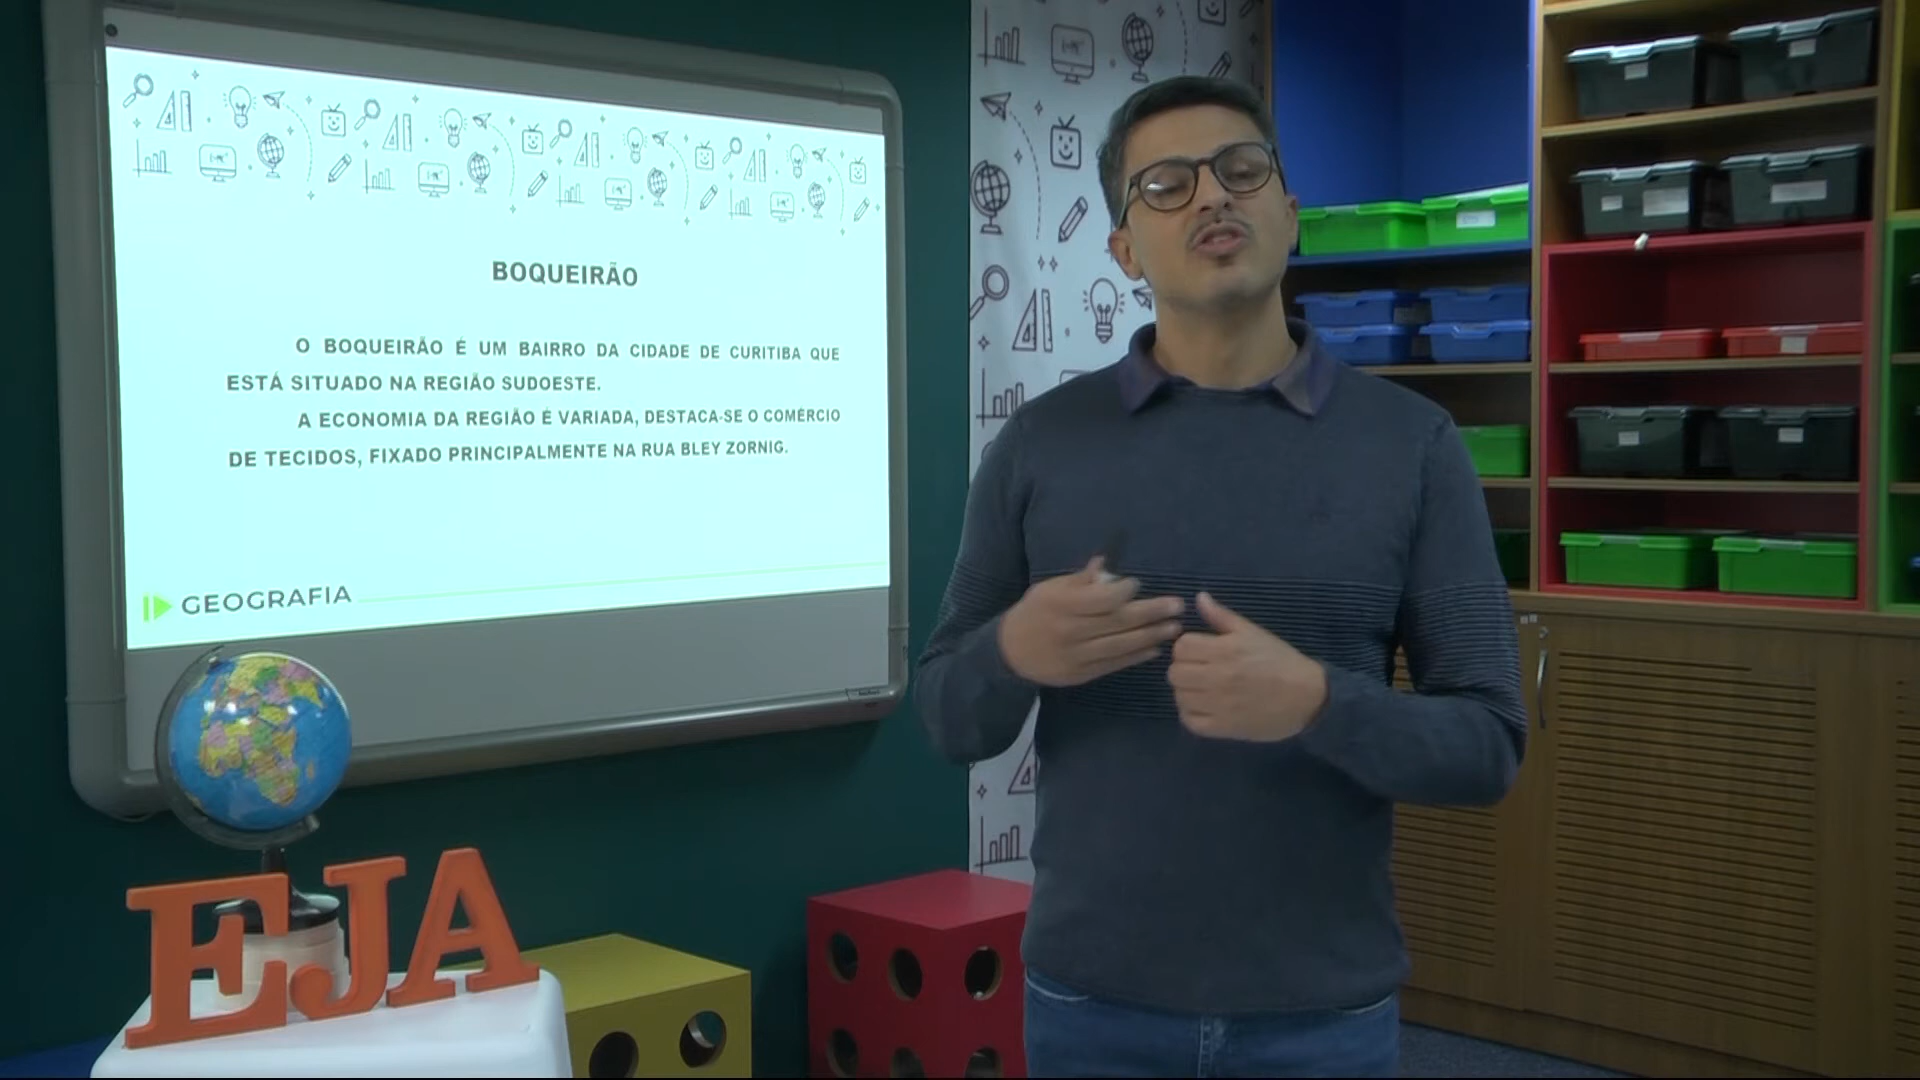 BOQUEIRÃO
O BOQUEIRÃO É UM BAIRRO DA CIDADE DE CURITIBA QUE
ESTÁ SITUADO NA REGIÃO SUDOESTE.
A ECONOMIA DA REGIÃO É VARIADA, DESTACA-SE O COMÉRCIO
DE TECIDOS, FIXADO PRINCIPALMENTE NA RUA BLEY ZORNIG.
GEOGRAFIA
EJA